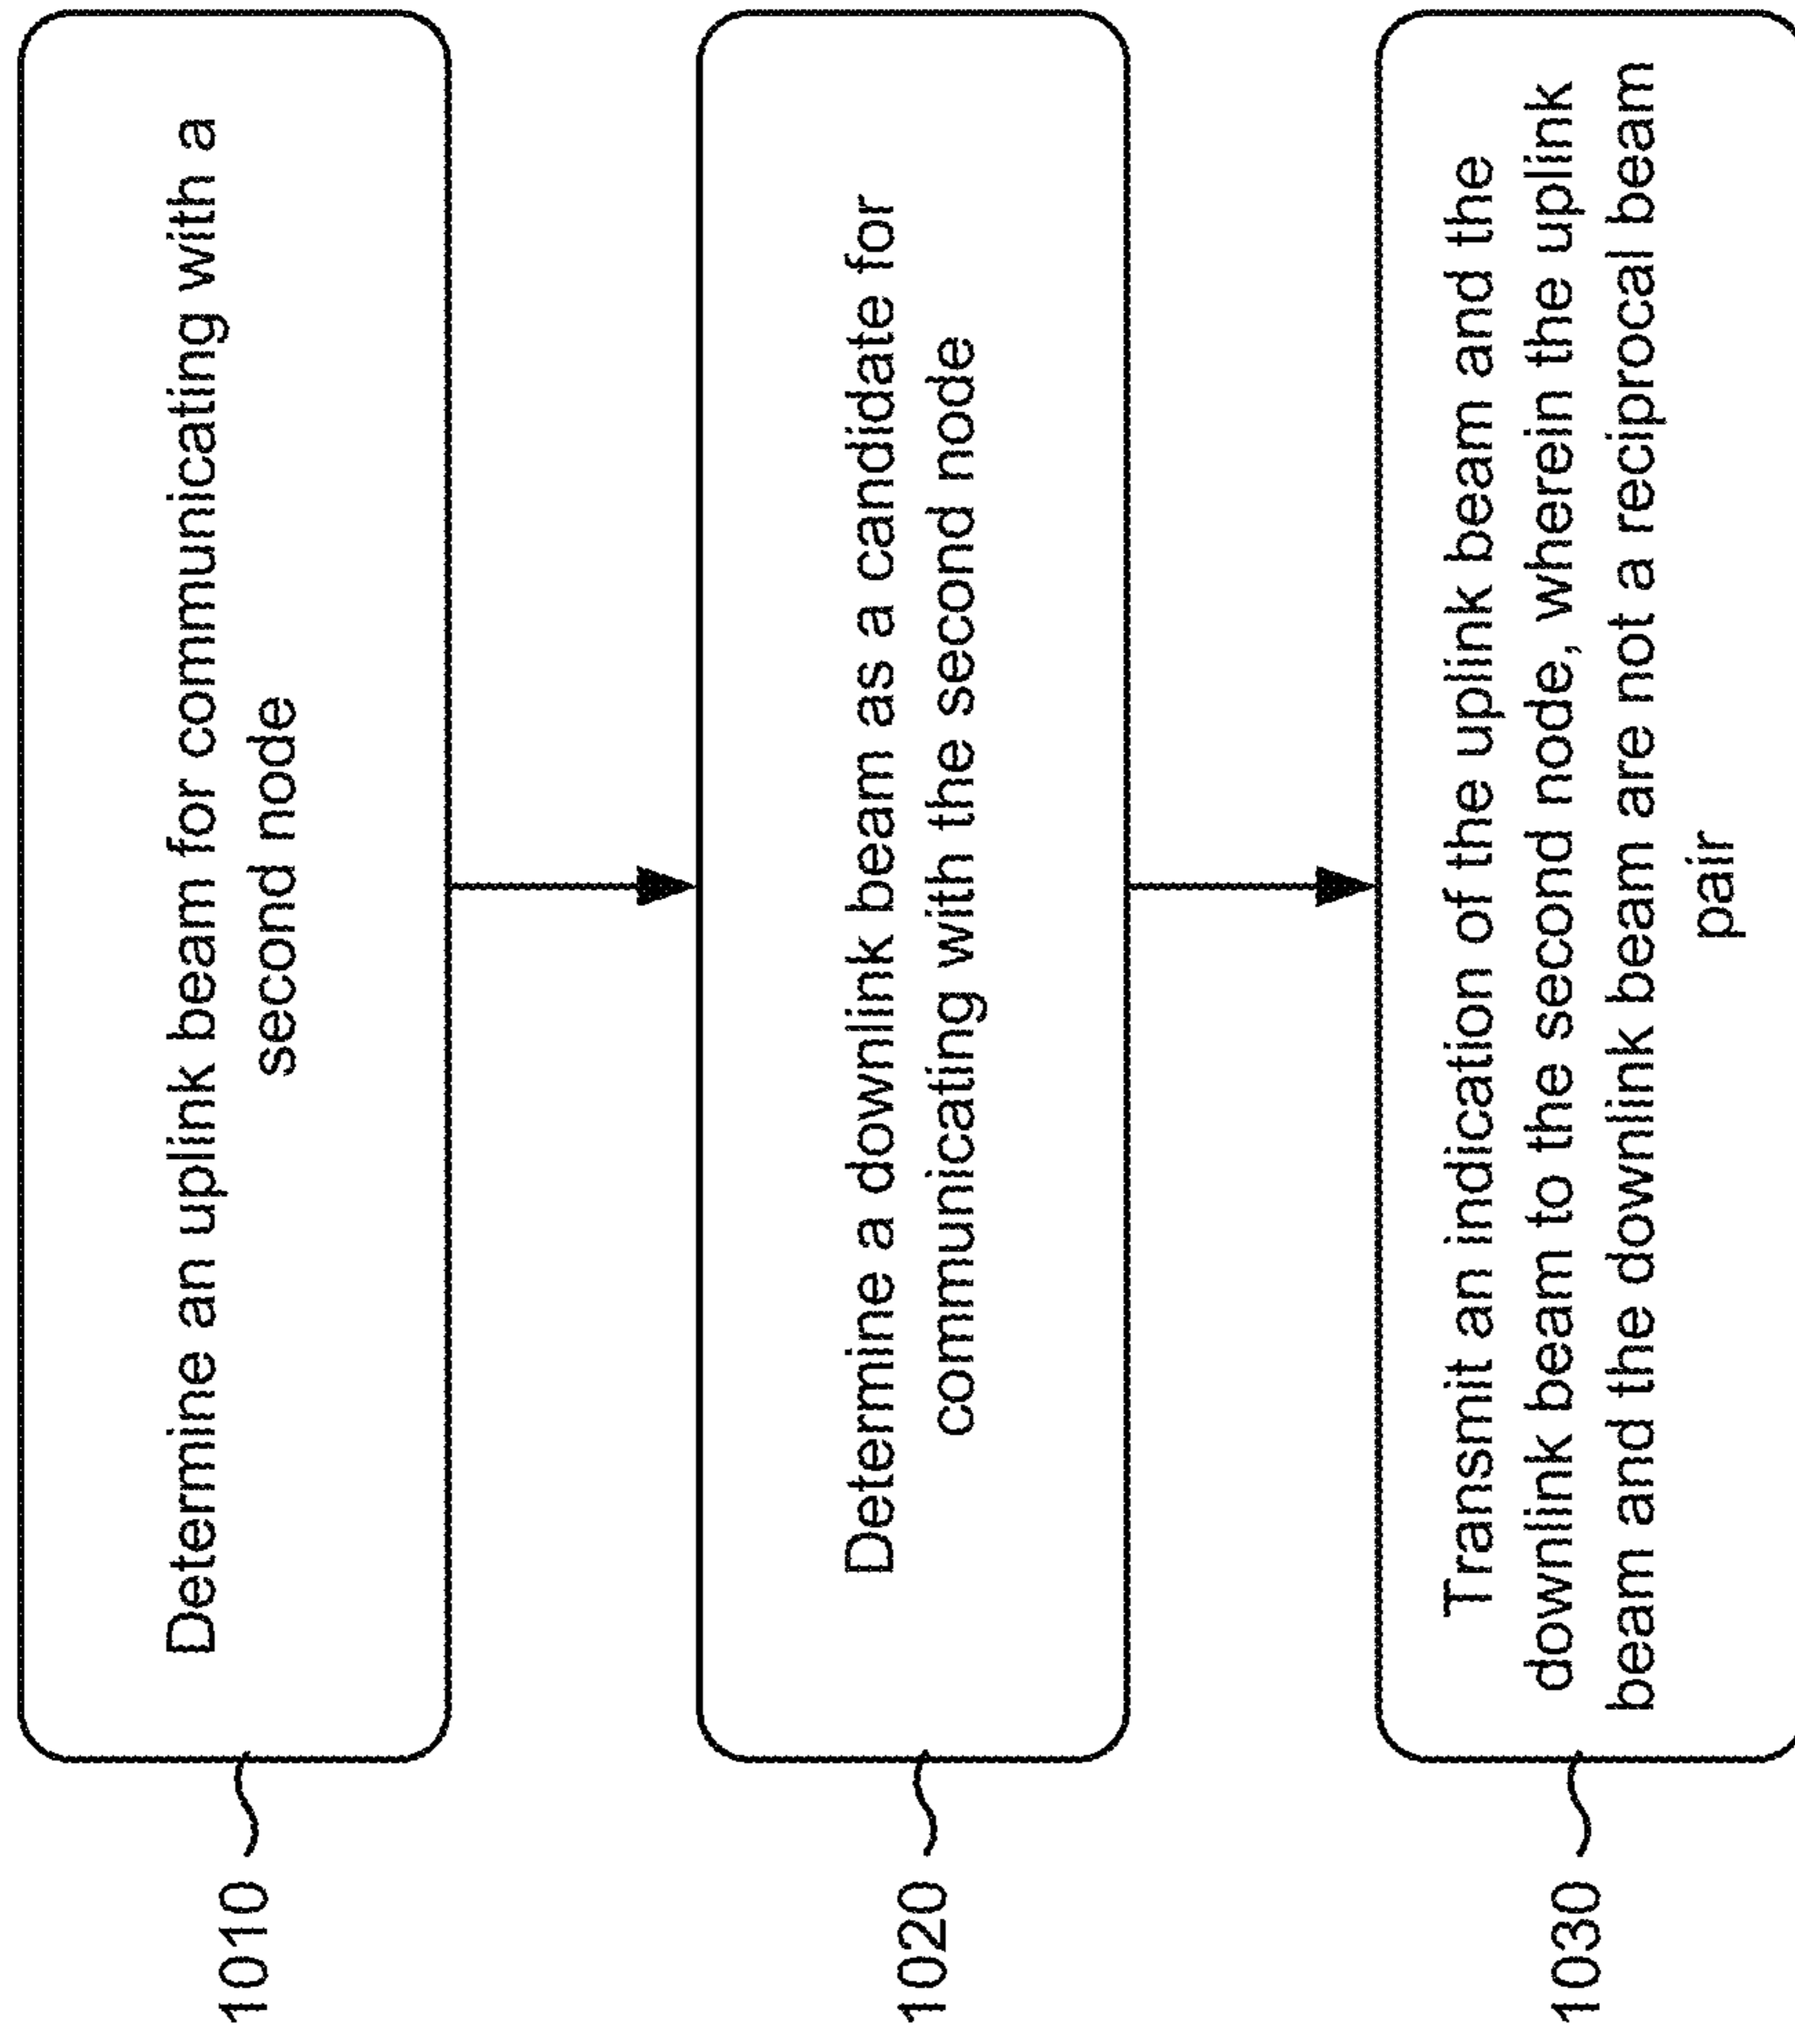 1010
Determine an uplink beam for communicating with a
second node
1020
Determine a downlink beam as a candidate for
communicating with the second node
1030
Transmit an indication of the uplink beam and the
downlink beam to the second node, wherein the uplink
beam and the downlink beam are not a reciprocal beam
pair